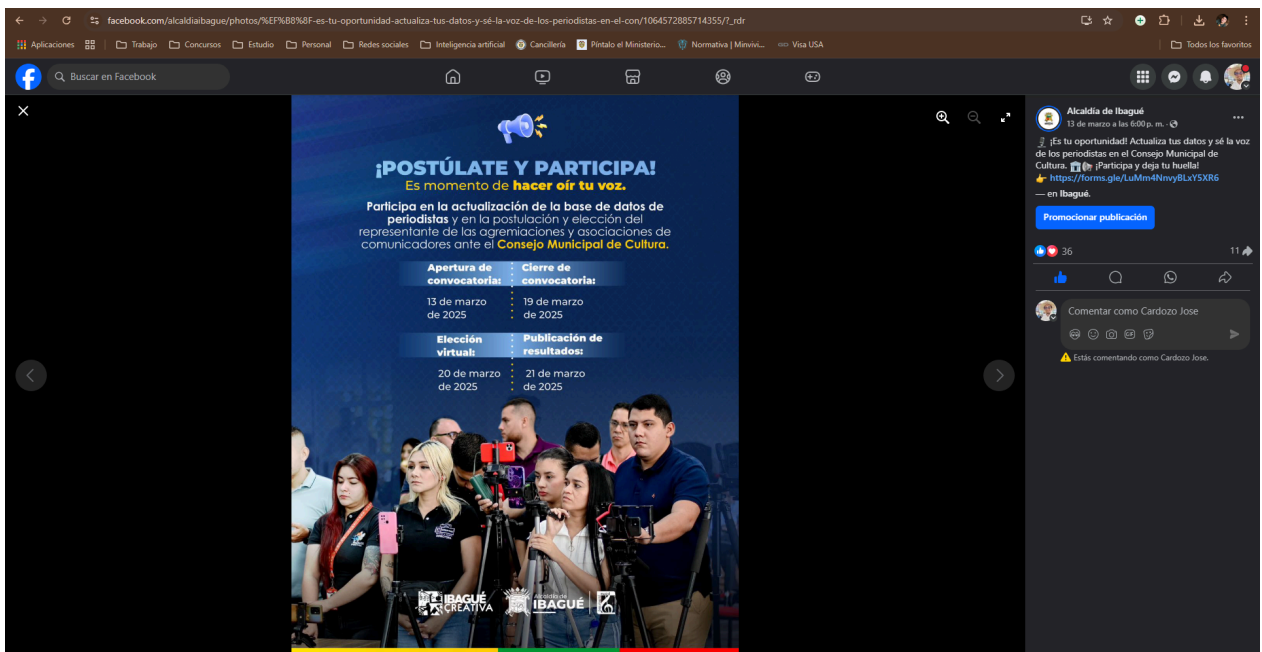 facebook.com/alcaldiaibague/photos/%EF%B8%8F-es-tu-oportunidad-actualiza-tus-datos-y-sé-la-voz-de-los-periodistas-en-el-con/1064572885714355/?_rdr
Aplicaciones Trabajo Concursos Estudio Personal Redes sociales Inteligencia artificial Cancillería Píntalo el Ministerio... Normativa | Minvivi... Visa USA Todos los favoritos
Buscar en Facebook
¡POSTÚLATE Y PARTICIPA!
Es momento de hacer oír tu voz.
Participa en la actualización de la base de datos de
periodistas y en la postulación y elección del
representante de las agremiaciones y asociaciones de
comunicadores ante el Consejo Municipal de Cultura.
Apertura de
convocatoria:
13 de marzo
de 2025
Cierre de
convocatoria:
19 de marzo
de 2025
Elección
virtual:
20 de marzo
de 2025
Publicación de
resultados:
21 de marzo
de 2025
IBAGUÉ
CREATIVA
Alcaldía de
IBAGUÉ
Alcaldía de Ibagué
13 de marzo a las 6:00 p. m. ·
¡Es tu oportunidad! Actualiza tus datos y sé la voz
de los periodistas en el Consejo Municipal de
Cultura. ¡Participa y deja tu huella!
https://forms.gle/LuMm4NnvyBLxY5XR6
— en Ibagué.
Promocionar publicación
36
11
Comentar como Cardozo Jose
GIF
Estás comentando como Cardozo Jose.